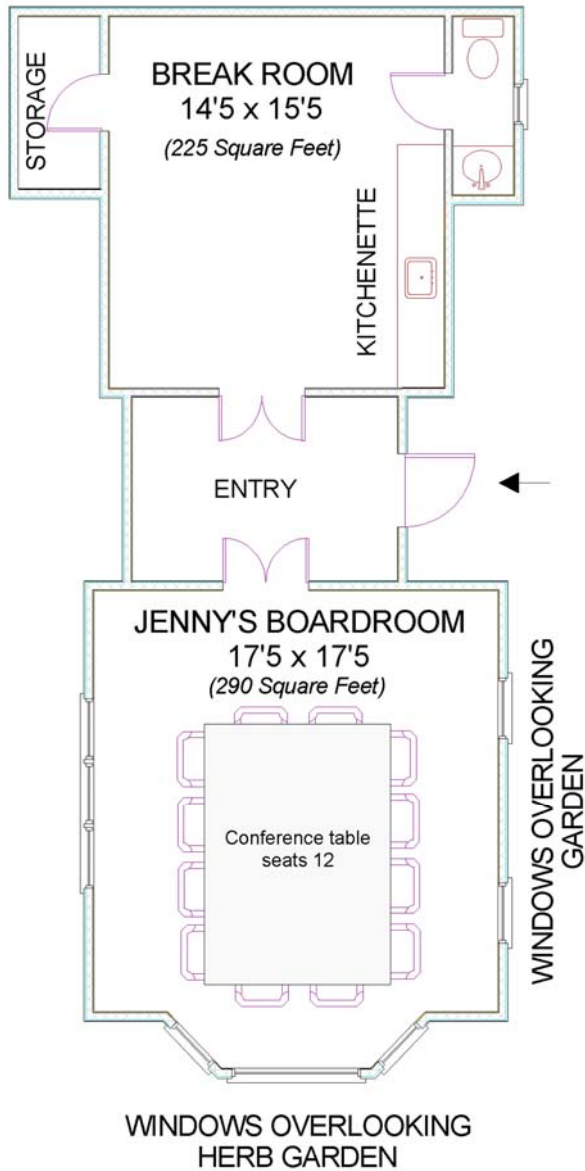 STORAGE
BREAK ROOM
14'5 x 15'5
(225 Square Feet)
KITCHENETTE
ENTRY
JENNY'S BOARDROOM
17'5 x 17'5
(290 Square Feet)
Conference table
seats 12
WINDOWS OVERLOOKING
GARDEN
WINDOWS OVERLOOKING
HERB GARDEN